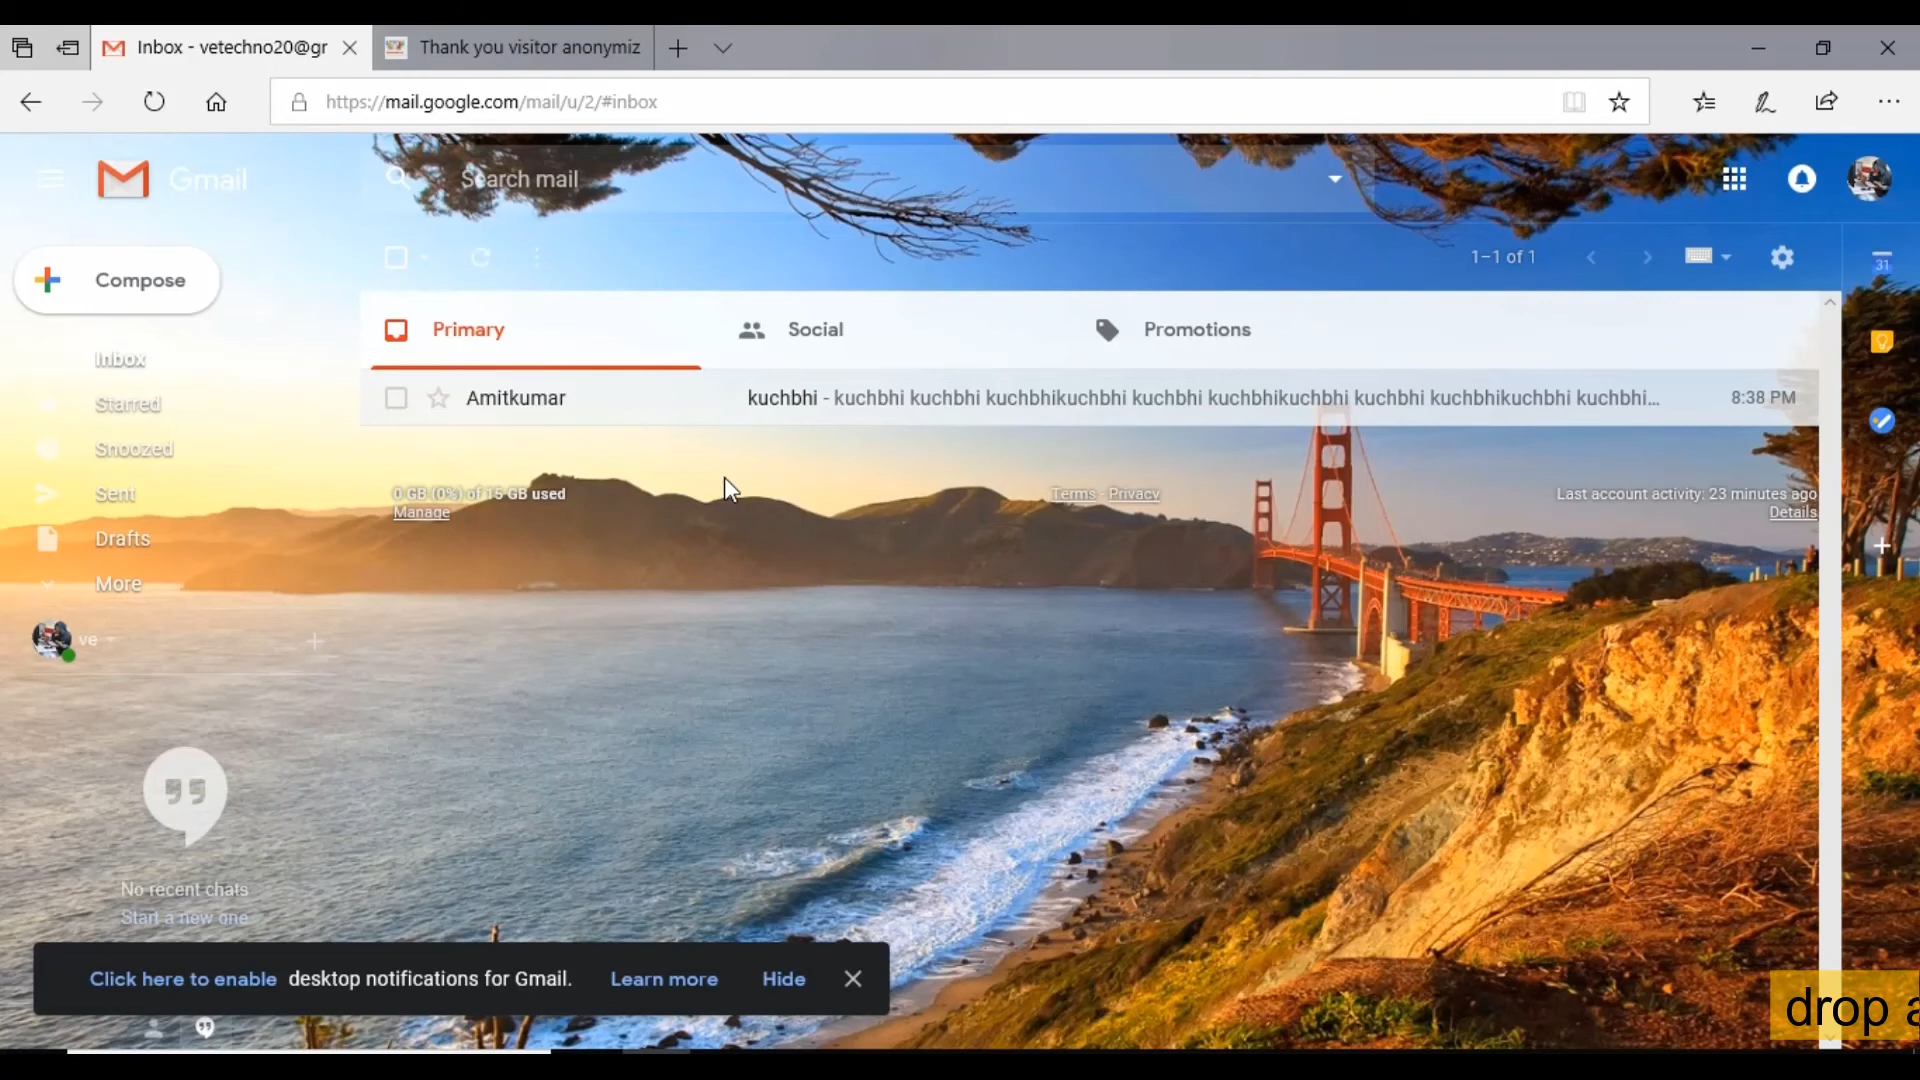 Inbox - vetechno20@gr
Thank you visitor anonymiz
https://mail.google.com/mail/u/2/#inbox
Gmail
Search mail
Compose
1–1 of 1
31
Primary
Social
Promotions
Inbox
Starred
Snoozed
Sent
Drafts
More
Amitkumar
kuchbhi - kuchbhi kuchbhi kuchbhikuchbhi kuchbhi kuchbhikuchbhi kuchbhi kuchbhikuchbhi kuchbhi...
8:38 PM
0 GB (0%) of 15 GB used
Manage
Terms - Privacy
Last account activity: 23 minutes ago
Details
ve
No recent chats
Start a new one
Click here to enable desktop notifications for Gmail. Learn more Hide
drop a